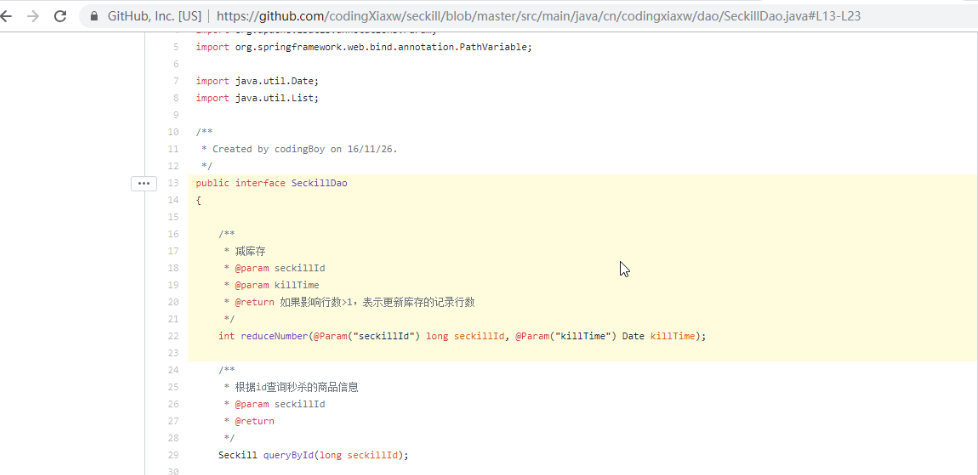 GitHub, Inc. [US] | https://github.com/codingXiaxw/seckill/blob/master/src/main/java/cn/codingxiaxw/dao/SeckillDao.java#L13-L23
5 import org.springframework.web.bind.annotation.PathVariable;
6
7 import java.util.Date;
8 import java.util.List;
9
10 /**
11 * Created by codingBoy on 16/11/26.
12 */
13 public interface SeckillDao
14 {
15
16 /**
17 * 减库存
18 * @param seckillId
19 * @param killTime
20 * @return 如果影响行数>1，表示更新库存的记录行数
21 */
22 int reduceNumber(@Param("seckillId") long seckillId, @Param("killTime") Date killTime);
23
24 /**
25 * 根据id查询秒杀的商品信息
26 * @param seckillId
27 * @return
28 */
29 Seckill queryById(long seckillId);
30